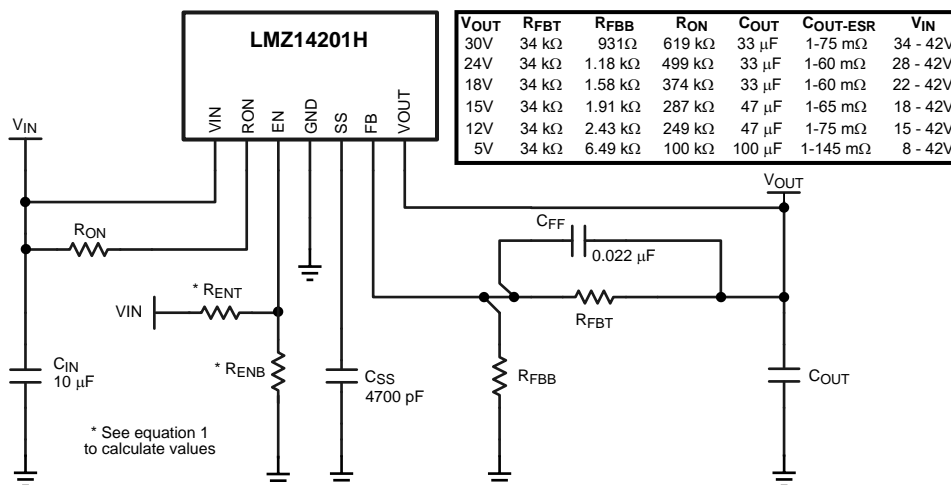 LMZ14201H
VIN
RON
EN
GND
SS
FB
VOUT
VOUT RFBT RFBB RON COUT COUT-ESR VIN
30V 34 kΩ 931Ω 619 kΩ 33 μF 1-75 mΩ 34 - 42V
24V 34 kΩ 1.18 kΩ 499 kΩ 33 μF 1-60 mΩ 28 - 42V
18V 34 kΩ 1.58 kΩ 374 kΩ 33 μF 1-60 mΩ 22 - 42V
15V 34 kΩ 1.91 kΩ 287 kΩ 47 μF 1-65 mΩ 18 - 42V
12V 34 kΩ 2.43 kΩ 249 kΩ 47 μF 1-75 mΩ 15 - 42V
5V 34 kΩ 6.49 kΩ 100 kΩ 100 μF 1-145 mΩ 8 - 42V
VIN
VOUT
RON
CFF
0.022 μF
* RENT
VIN
RFBT
* RENB
CIN
10 μF
CSS
4700 pF
RFBB
COUT
* See equation 1
to calculate values